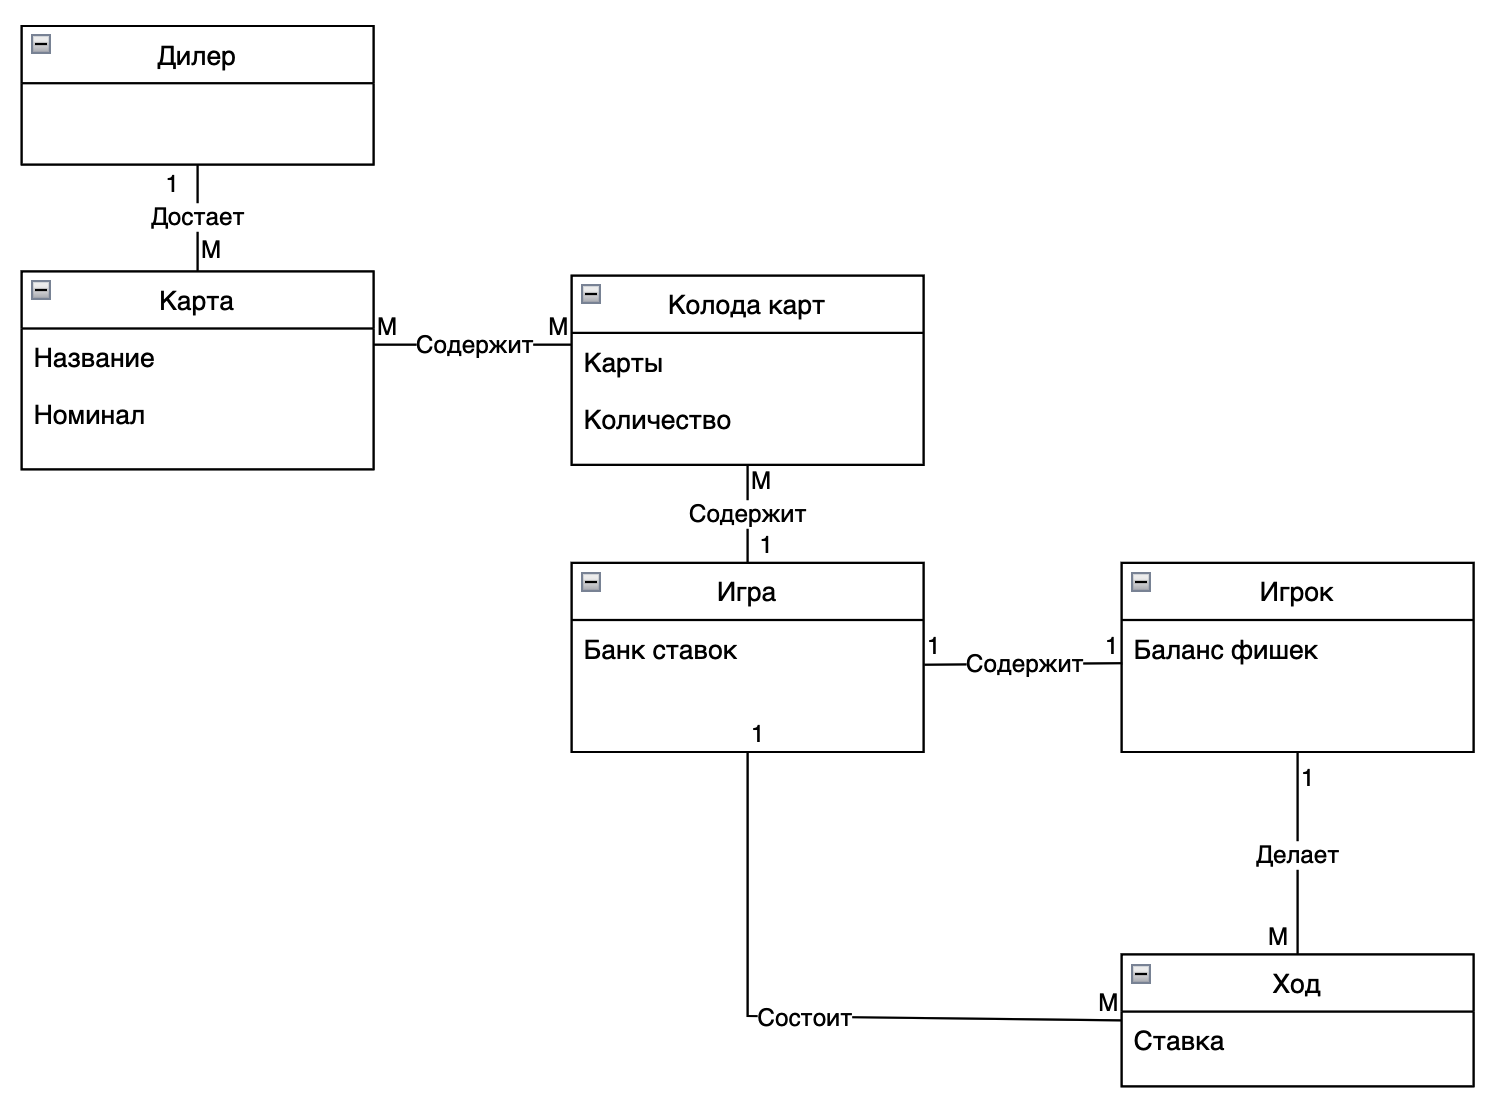 Дилер
1
Достает
М
Карта
Название
Номинал
М
Содержит
М
Колода карт
Карты
Количество
М
Содержит
1
Игра
Банк ставок
1
Содержит
1
Игрок
Баланс фишек
1
1
Делает
М
Состоит
М
Ход
Ставка